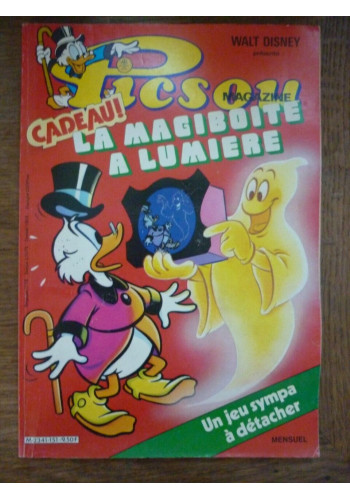 WALT DISNEY
présente
Picsou
MAGAZINE
CADEAU!
LA MAGIBOITE
A LUMIERE
Un jeu sympa
à détacher
MENSUEL